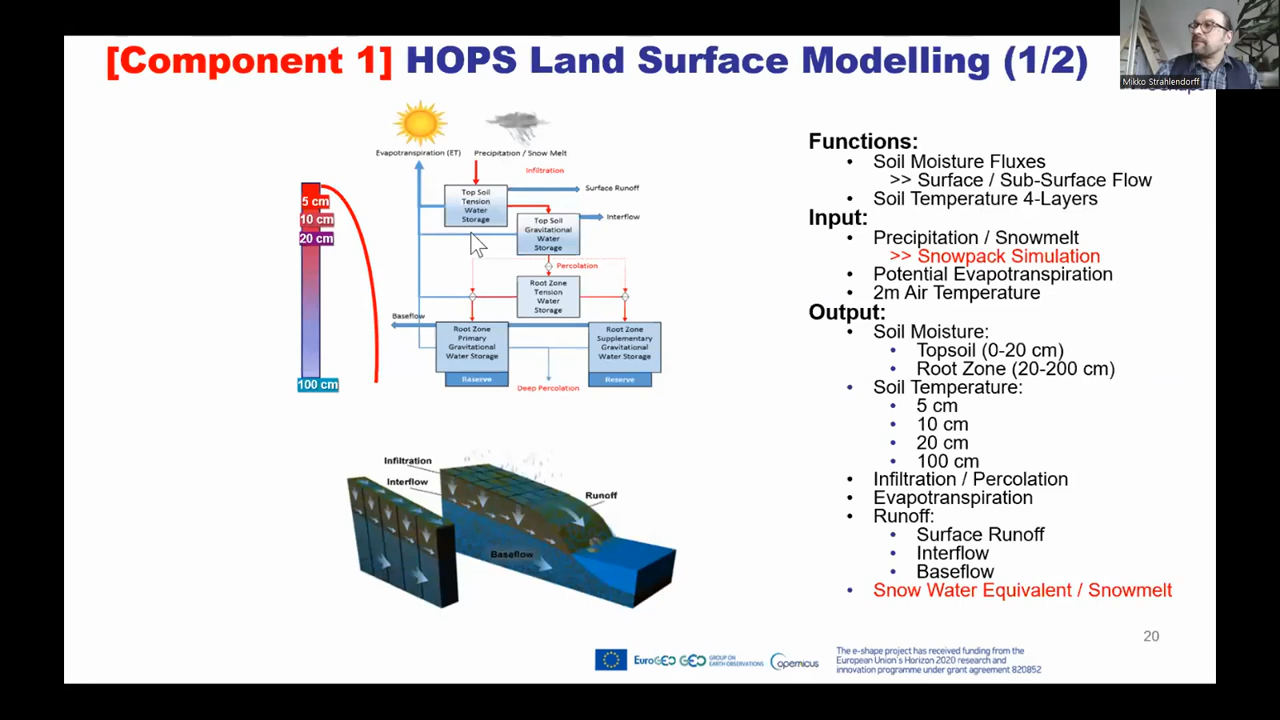 [Component 1] HOPS Land Surface Modelling (1/2)
Mikko Strahlendorff
Evapotranspiration (ET)
Precipitation / Snow Melt
Infiltration
Top Soil
Tension
Water
Storage
Surface Runoff
Top Soil
Gravitational
Water
Storage
Interflow
Percolation
Root Zone
Tension
Water
Storage
Baseflow
Root Zone
Primary
Gravitational
Water Storage
Reserve
Root Zone
Supplementary
Gravitational
Water Storage
Reserve
Deep Percolation
5 cm
10 cm
20 cm
100 cm
Infiltration
Interflow
Runoff
Baseflow
Functions:
• Soil Moisture Fluxes
>> Surface / Sub-Surface Flow
• Soil Temperature 4-Layers
Input:
• Precipitation / Snowmelt
>> Snowpack Simulation
• Potential Evapotranspiration
• 2m Air Temperature
Output:
• Soil Moisture:
• Topsoil (0-20 cm)
• Root Zone (20-200 cm)
• Soil Temperature:
• 5 cm
• 10 cm
• 20 cm
• 100 cm
• Infiltration / Percolation
• Evapotranspiration
• Runoff:
• Surface Runoff
• Interflow
• Baseflow
• Snow Water Equivalent / Snowmelt
20
EuroGEO
GEO GROUP ON
EARTH OBSERVATIONS
opernicus
The e-shape project has received funding from the
European Union's Horizon 2020 research and
innovation programme under grant agreement 820852